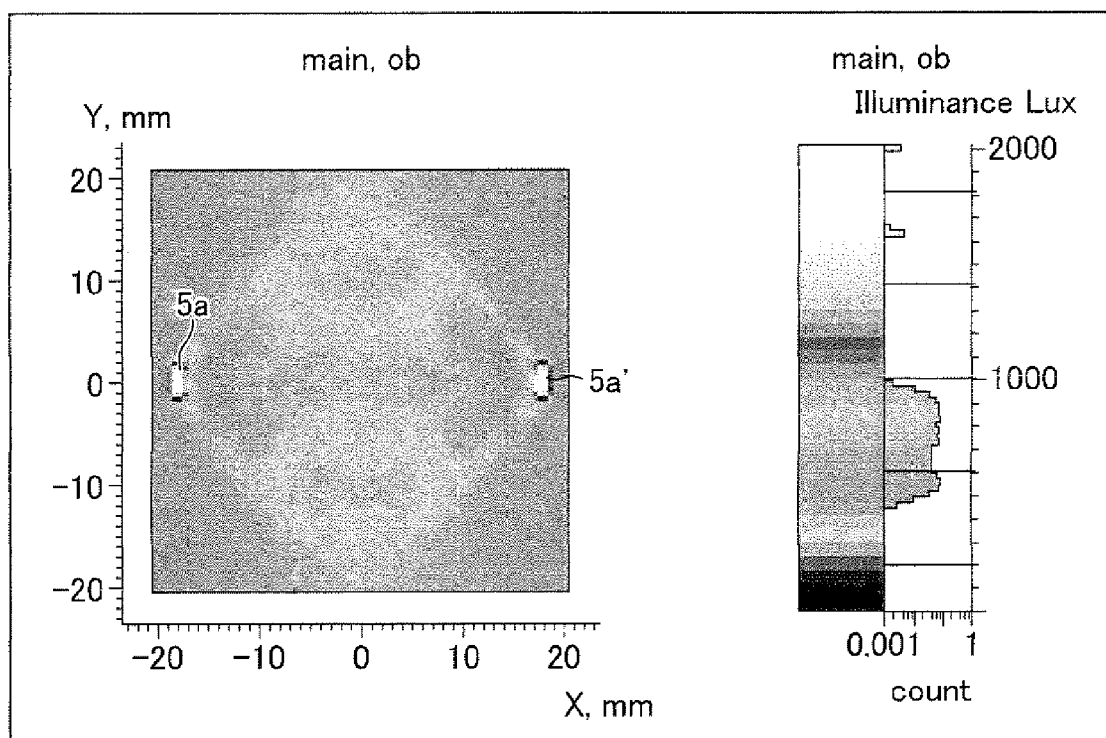 main, ob
Y, mm
20
10
0
−10
−20
5a
5a'
−20 −10 0 10 20
X, mm
main, ob
Illuminance Lux
2000
1000
0.001 1
count